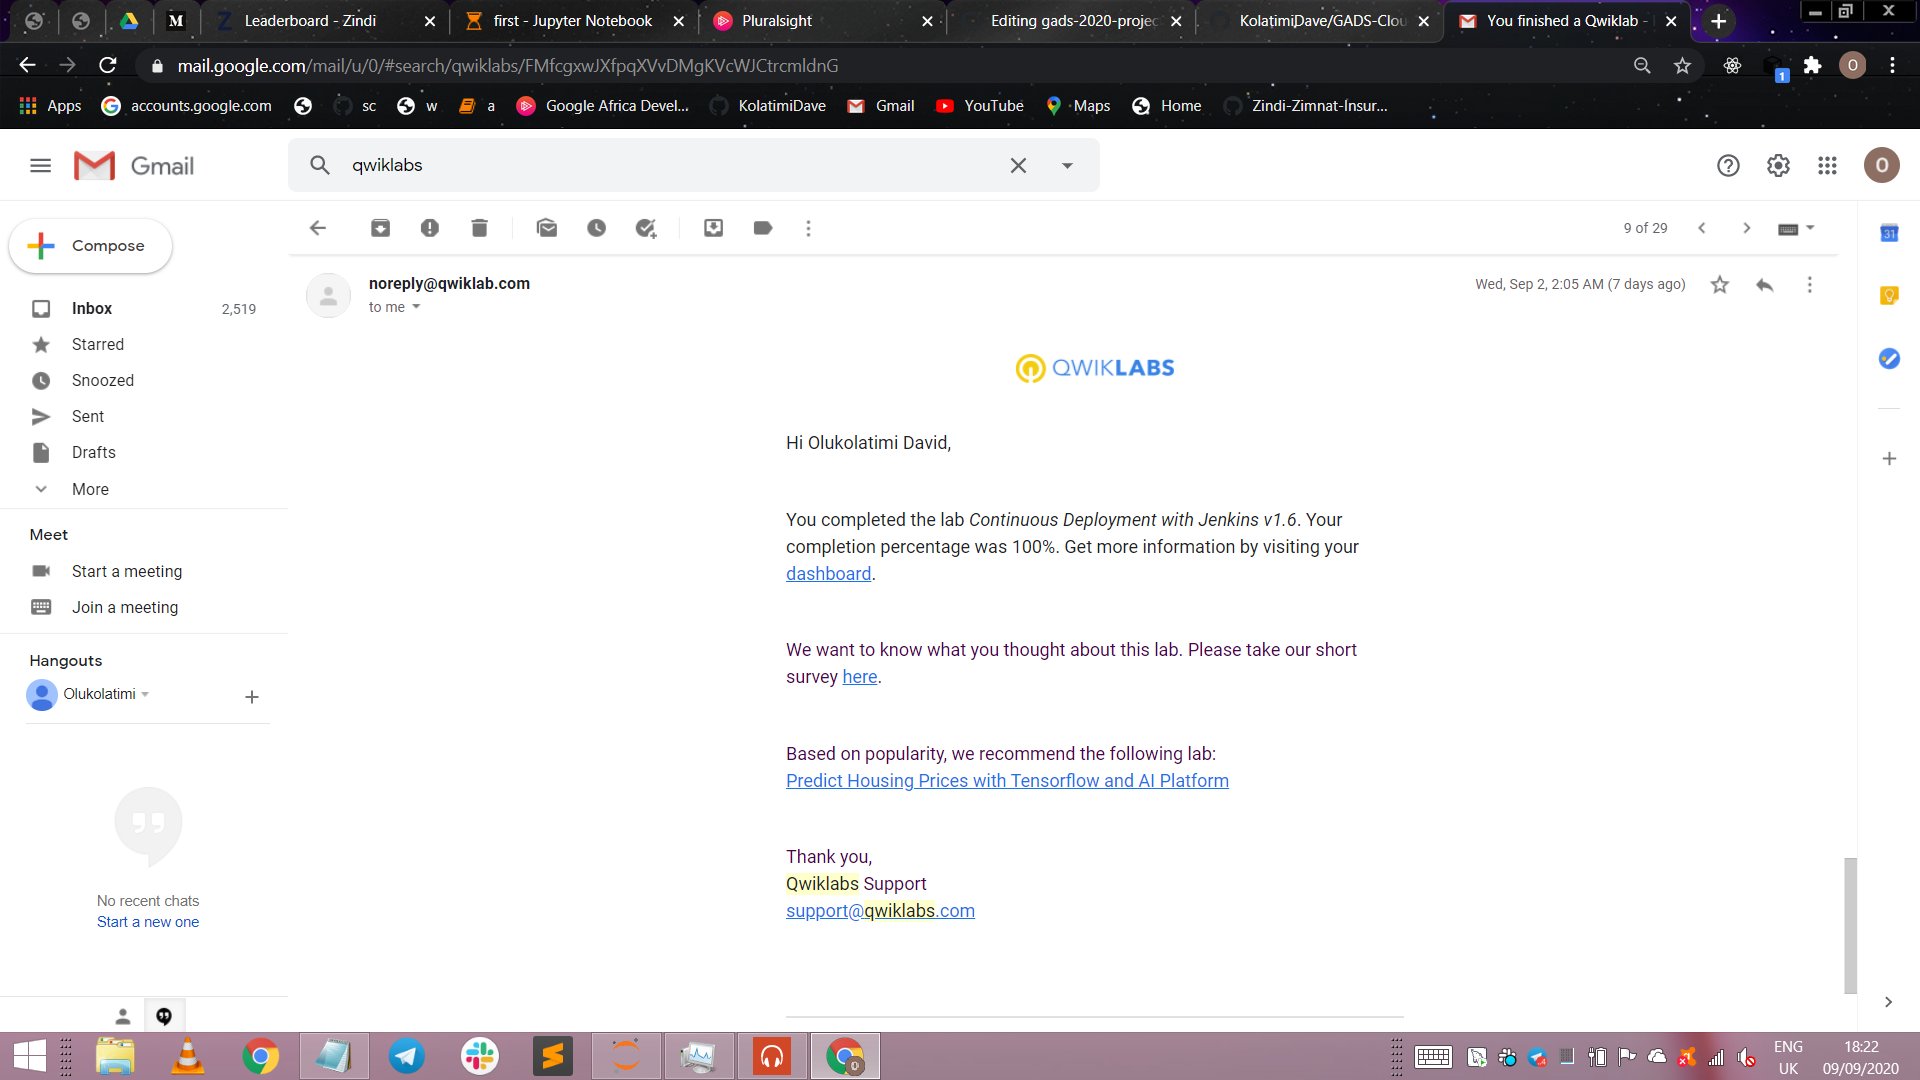 Leaderboard - Zindi
first - Jupyter Notebook
Pluralsight
Editing gads-2020-projec
KolatimiDave/GADS-Clou
You finished a Qwiklab -
mail.google.com/mail/u/0/#search/qwiklabs/FMfcgxwJXfpqXVvDMgKVcWJCtrcmldnG
O
1
Apps
accounts.google.com
sc
w
a
Google Africa Devel...
KolatimiDave
Gmail
YouTube
Maps
Home
Zindi-Zimnat-Insur...
Gmail
qwiklabs
O
Compose
9 of 29
31
Inbox 2,519
Starred
Snoozed
Sent
Drafts
More
Meet
Start a meeting
Join a meeting
Hangouts
Olukolatimi
No recent chats
Start a new one
noreply@qwiklab.com
to me
Wed, Sep 2, 2:05 AM (7 days ago)
QWIKLABS
Hi Olukolatimi David,
You completed the lab Continuous Deployment with Jenkins v1.6. Your
completion percentage was 100%. Get more information by visiting your
dashboard.
We want to know what you thought about this lab. Please take our short
survey here.
Based on popularity, we recommend the following lab:
Predict Housing Prices with Tensorflow and AI Platform
Thank you,
Qwiklabs Support
support@qwiklabs.com
ENG
UK
18:22
09/09/2020